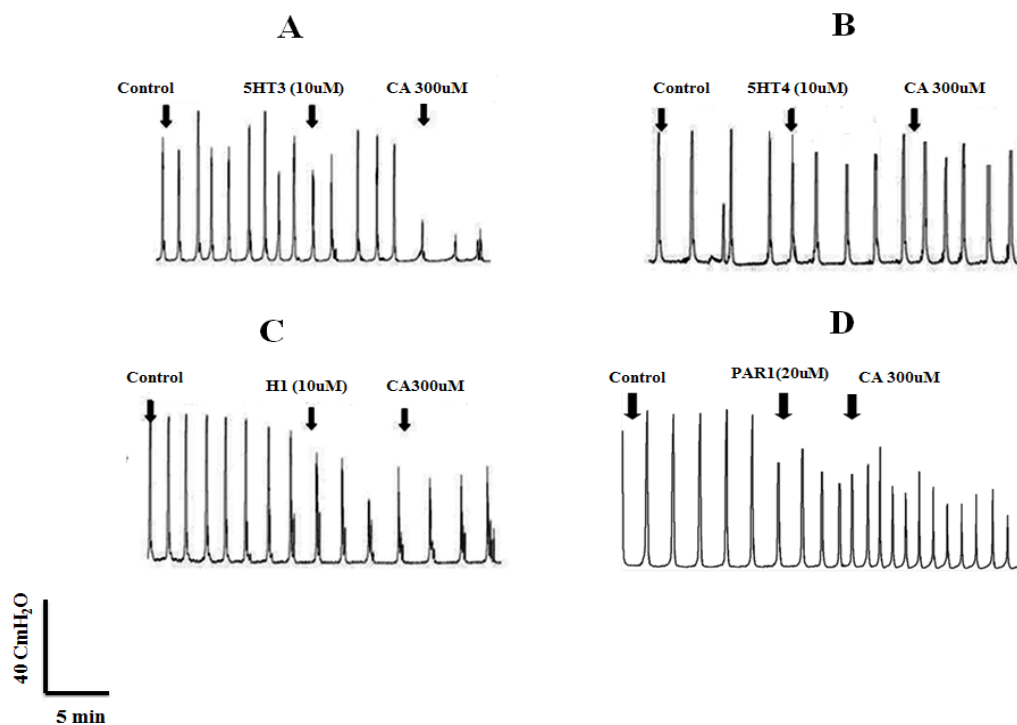 A
Control 5HT3 (10uM) CA 300uM
B
Control 5HT4 (10uM) CA 300uM
C
Control H1 (10uM) CA300uM
D
Control PAR1(20uM) CA 300uM
40 CmH₂O
5 min